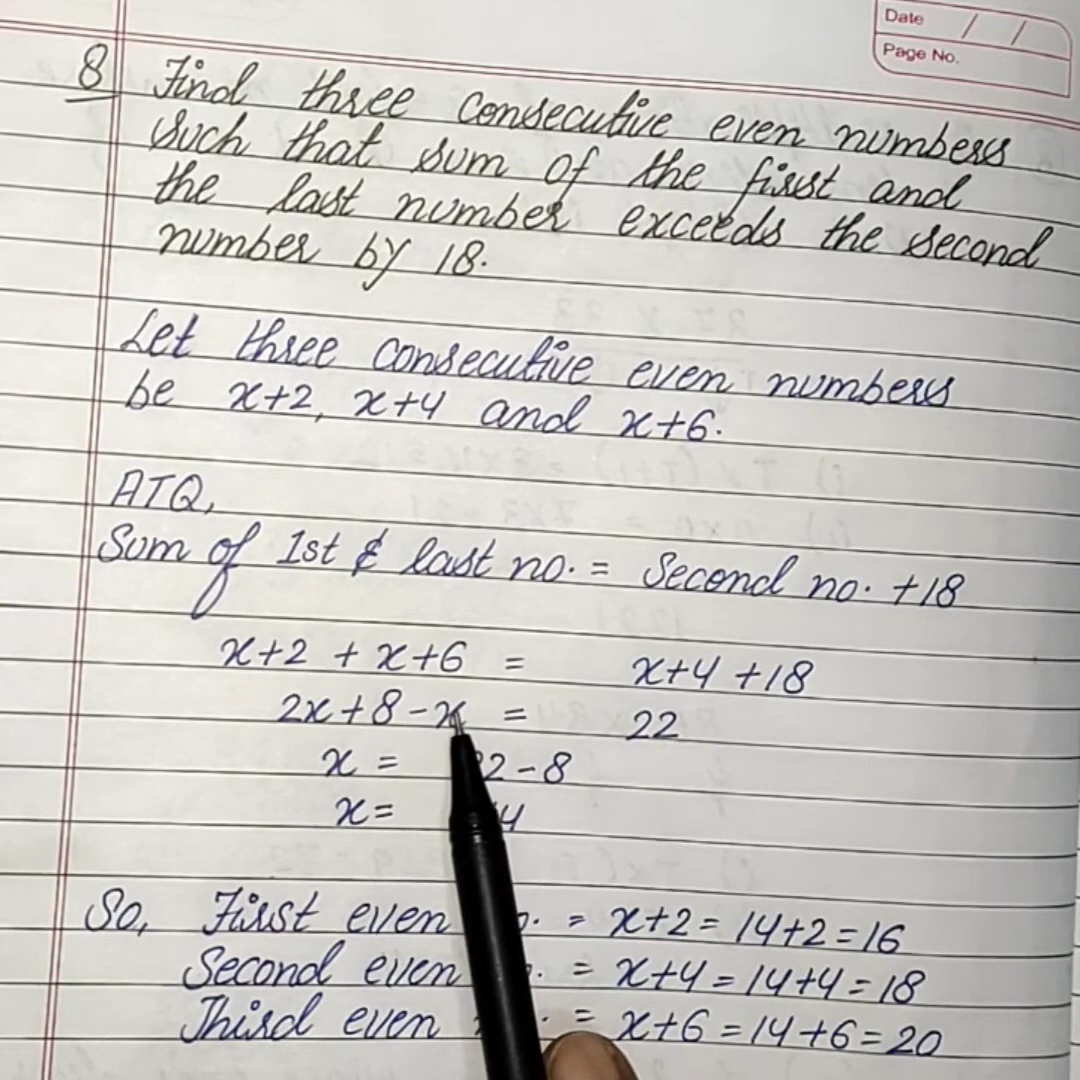 Date / /
Page No.
8 Find three consecutive even numbers
such that sum of the first and
the last number exceeds the second
number by 18.
Let three consecutive even numbers
be x+2, x+4 and x+6.
ATQ,
Sum of 1st & last no. = Second no. +18
x+2 + x+6 = x+4 +18
2x+8-x = 22
x = 2-8
x = 4
So, First even = x+2 = 14+2 = 16
Second even = x+4 = 14+4 = 18
Third even = x+6 = 14+6 = 20